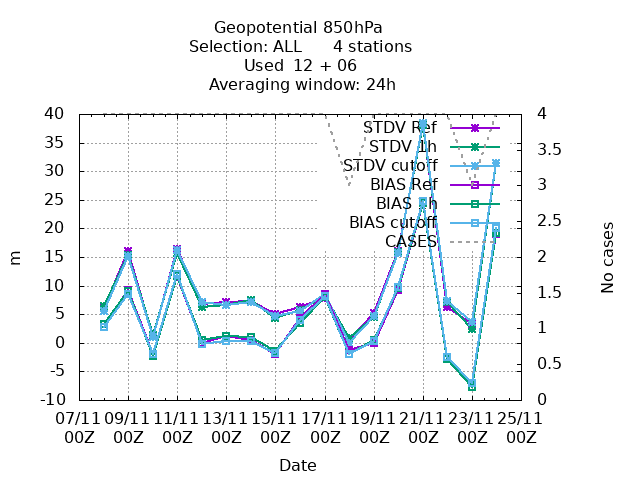 Geopotential 850hPa
Selection: ALL 4 stations
Used 12 + 06
Averaging window: 24h
40
35
30
25
20
15
10
5
0
-5
-10
m
4
3.5
3
2.5
2
1.5
1
0.5
0
No cases
STDV Ref
STDV 1h
STDV cutoff
BIAS Ref
BIAS 1h
BIAS cutoff
CASES
07/11 09/11 11/11 13/11 15/11 17/11 19/11 21/11 23/11 25/11
00Z 00Z 00Z 00Z 00Z 00Z 00Z 00Z 00Z 00Z
Date